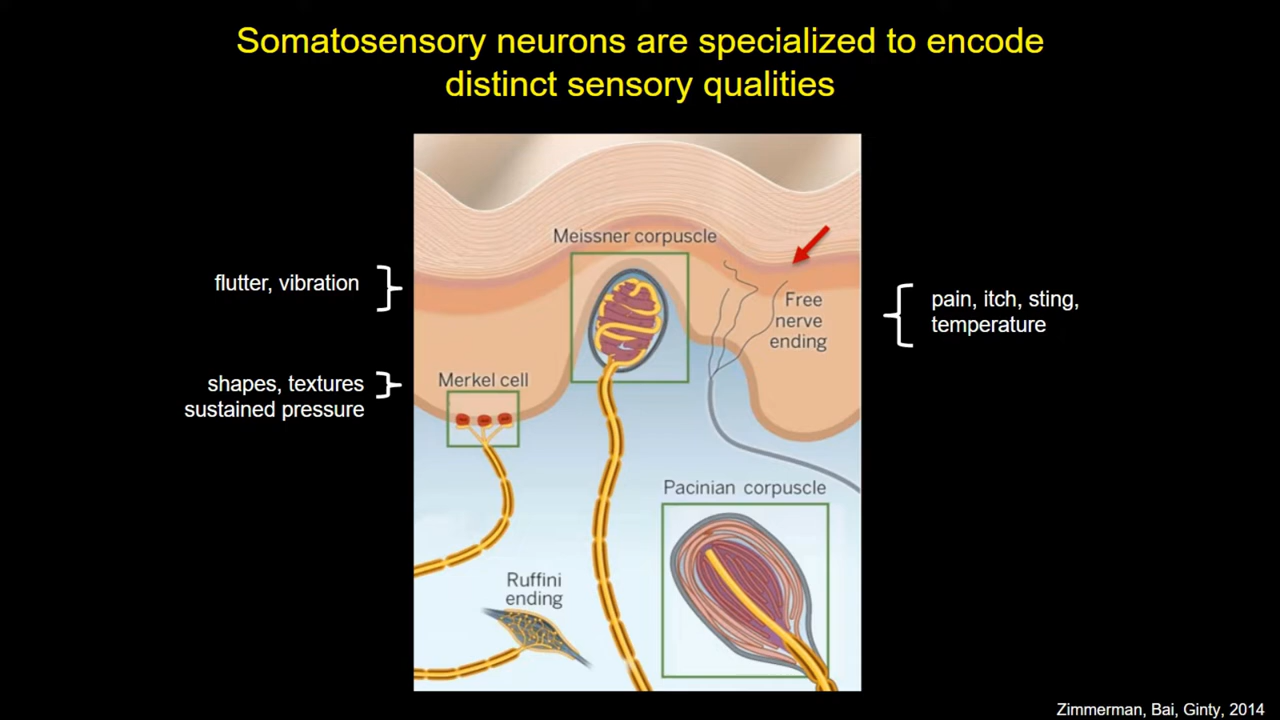 Somatosensory neurons are specialized to encode
distinct sensory qualities
Meissner corpuscle
flutter, vibration
Free
nerve
ending
pain, itch, sting,
temperature
shapes, textures
sustained pressure
Merkel cell
Pacinian corpuscle
Ruffini
ending
Zimmerman, Bai, Ginty, 2014